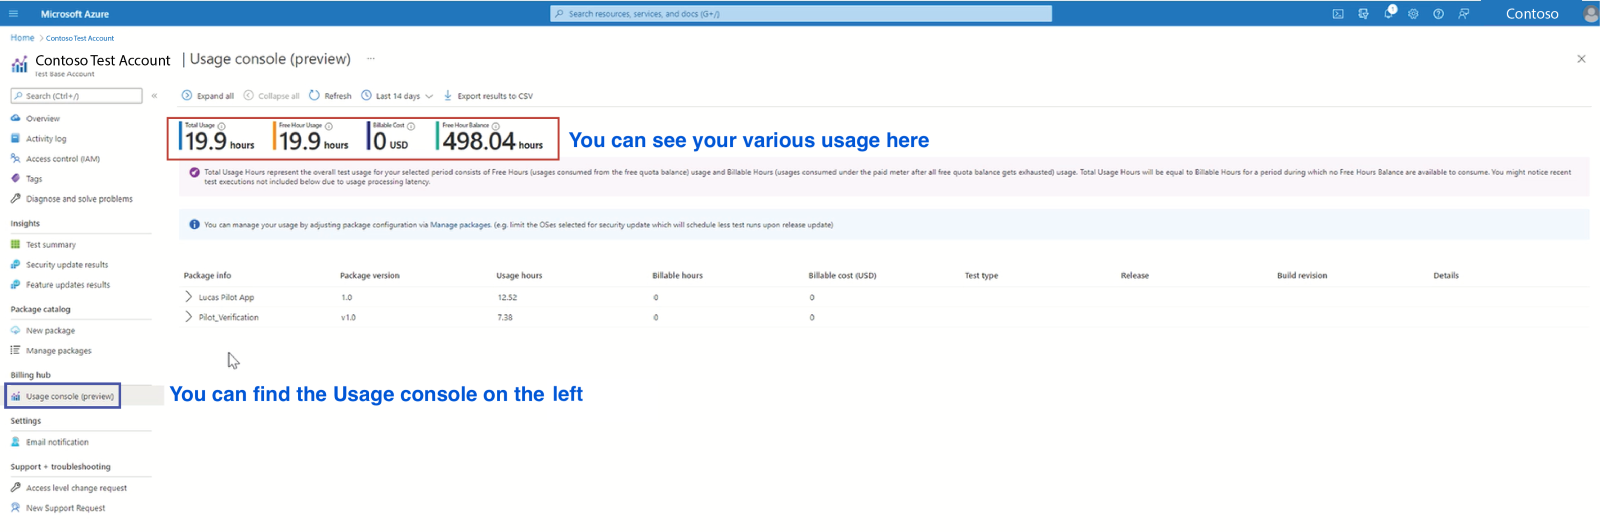 Microsoft Azure
Search resources, services, and docs (G+/)
1
Contoso
Home > Contoso Test Account
Contoso Test Account | Usage console (preview) ...
Test Base Account
Search (Ctrl+/)
«
Expand all
Collapse all
Refresh
Last 14 days
Export results to CSV
Overview
Activity log
Access control (IAM)
Tags
Diagnose and solve problems
Insights
Test summary
Security update results
Feature updates results
Package catalog
New package
Manage packages
Billing hub
Usage console (preview)
Settings
Email notification
Support + troubleshooting
Access level change request
New Support Request
Total Usage
19.9 hours
Free Hour Usage
19.9 hours
Billable Cost
0 USD
Free Hour Balance
498.04 hours
You can see your various usage here
Total Usage Hours represent the overall test usage for your selected period consists of Free Hours (usages consumed from the free quota balance) usage and Billable Hours (usages consumed under the paid meter after all free quota balance gets exhausted) usage. Total Usage Hours will be equal to Billable Hours for a period during which no Free Hours Balance are available to consume. You might notice recent
test executions not included below due to usage processing latency.
You can manage your usage by adjusting package configuration via Manage packages. (e.g. limit the OSes selected for security update which will schedule less test runs upon release update)
Package info Package version Usage hours Billable hours Billable cost (USD) Test type Release Build revision Details
Lucas Pilot App 1.0 12.52 0 0
Pilot_Verification v1.0 7.38 0 0
You can find the Usage console on the left